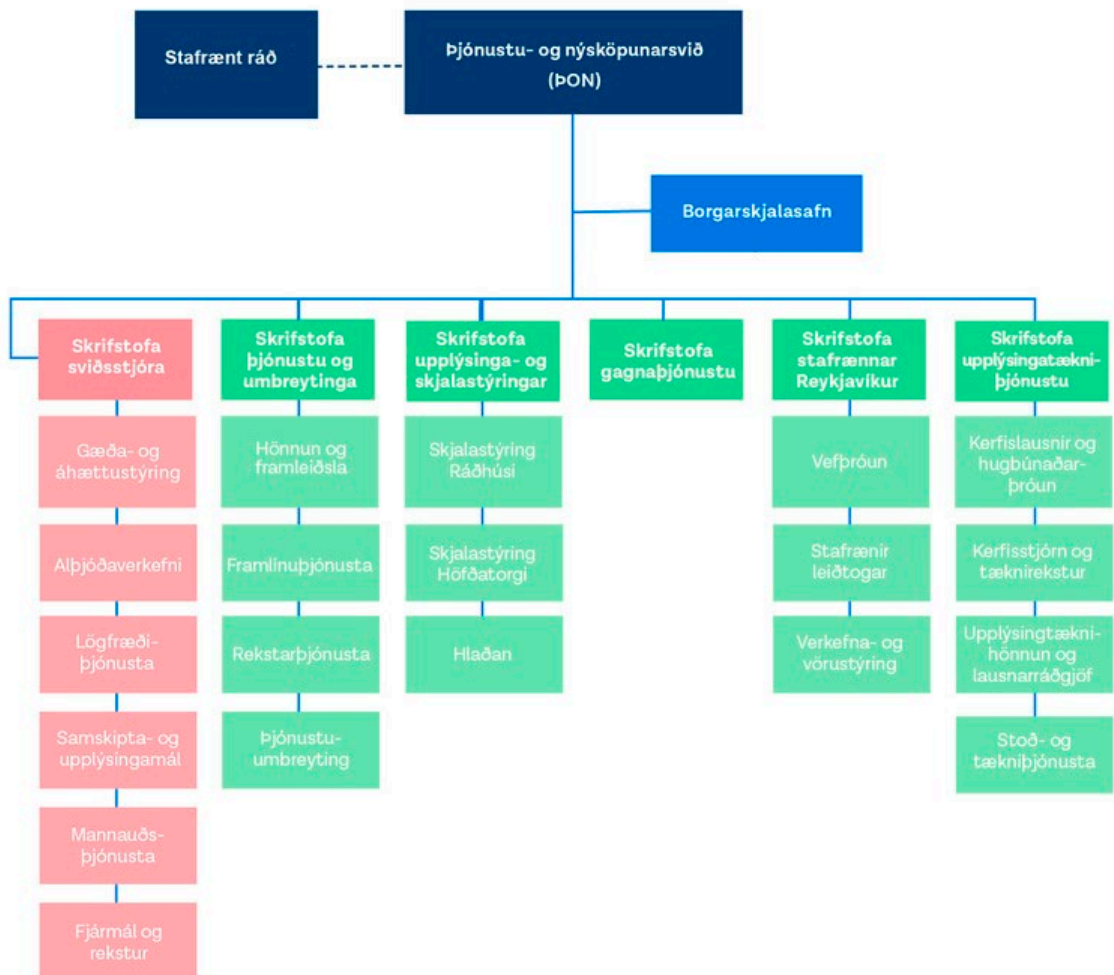 Stafrænt ráð
Þjónustu- og nýsköpunarsvið
(ÞON)
Borgarskjalasafn
Skrifstofa
sviðsstjóra
Gæða- og
áhættustýring
Alþjóðaverkefni
Lögfræði-
þjónusta
Samskipta- og
upplýsingamál
Mannauðs-
þjónusta
Fjármál og
rekstur
Skrifstofa
þjónustu og
umbreytinga
Hönnun og
framleiðsla
Framlínuþjónusta
Rekstarþjónusta
Þjónustu-
umbreyting
Skrifstofa
upplýsinga- og
skjalastýringar
Skjalastýring
Ráðhúsi
Skjalastýring
Höfðatorgi
Hlaðan
Skrifstofa
gagnaþjónustu
Skrifstofa
stafrænnar
Reykjavíkur
Vefþróun
Stafrænir
leiðtogar
Verkefna- og
vörustýring
Skrifstofa
upplýsingatækni-
þjónustu
Kerfislausnir og
hugbúnaðar-
þróun
Kerfisstjórn og
tæknirekstur
Upplýsingtækni-
hönnun og
lausnarráðgjöf
Stoð- og
tækniþjónusta